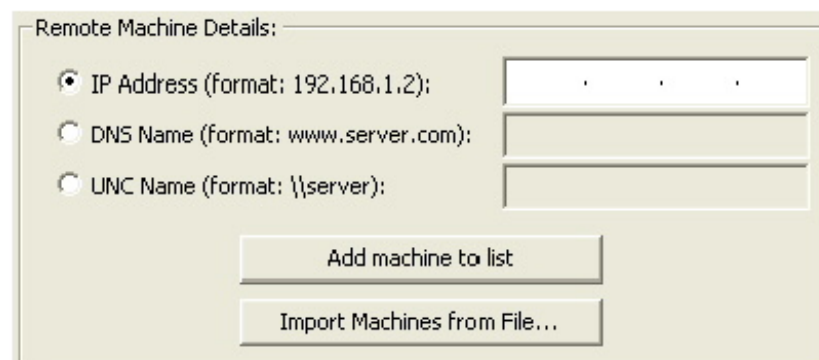 Remote Machine Details:
IP Address (format: 192.168.1.2):
. . .
DNS Name (format: www.server.com):
UNC Name (format: \\server):
Add machine to list
Import Machines from File...